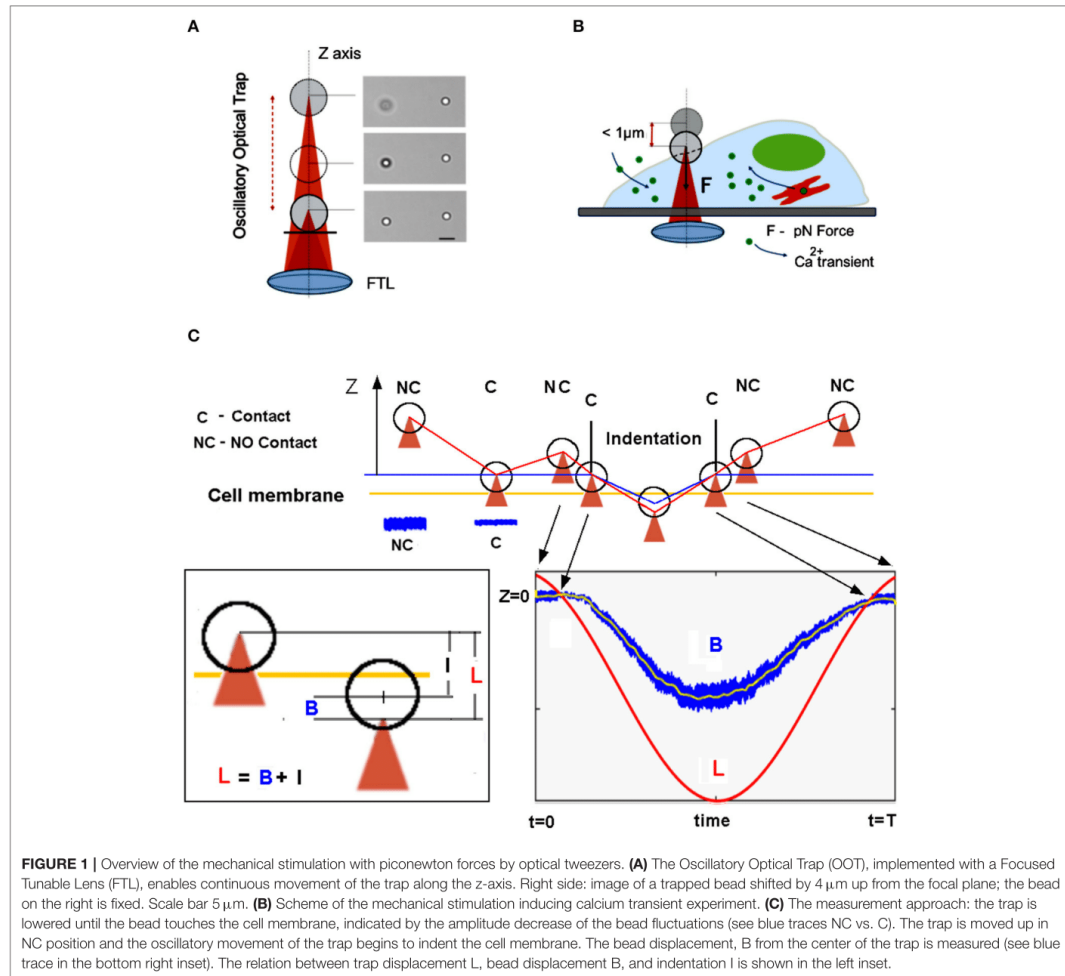 A
Z axis
Oscillatory Optical Trap
FTL
B
< 1µm
F
F - pN Force
Ca2+ transient
C
Z
NC
C
NC
C
C
NC
NC
C - Contact
NC - NO Contact
Indentation
Cell membrane
NC
C
I
L
B
L = B + I
Z=0
B
L
t=0
time
t=T
FIGURE 1 | Overview of the mechanical stimulation with piconewton forces by optical tweezers. (A) The Oscillatory Optical Trap (OOT), implemented with a Focused
Tunable Lens (FTL), enables continuous movement of the trap along the z-axis. Right side: image of a trapped bead shifted by 4 µm up from the focal plane; the bead
on the right is fixed. Scale bar 5 µm. (B) Scheme of the mechanical stimulation inducing calcium transient experiment. (C) The measurement approach: the trap is
lowered until the bead touches the cell membrane, indicated by the amplitude decrease of the bead fluctuations (see blue traces NC vs. C). The trap is moved up in
NC position and the oscillatory movement of the trap begins to indent the cell membrane. The bead displacement, B from the center of the trap is measured (see blue
trace in the bottom right inset). The relation between trap displacement L, bead displacement B, and indentation I is shown in the left inset.